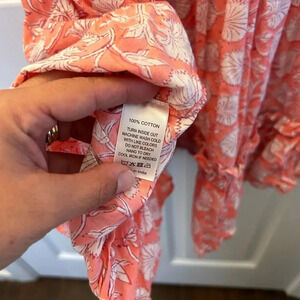 100% COTTON
TURN INSIDE OUT
MACHINE WASH COLD
WITH LIKE COLORS
DO NOT BLEACH
HANG TO DRY
COOL IRON IF NEEDED